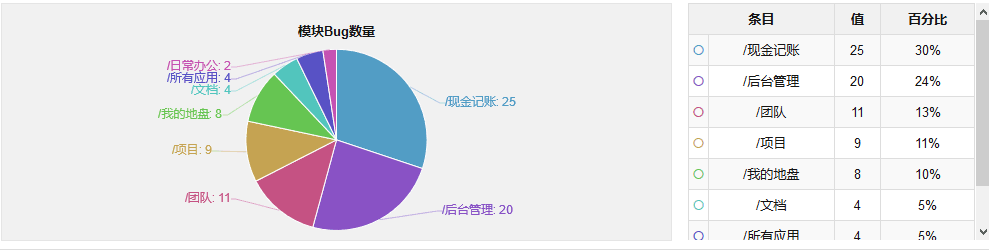 模块Bug数量
/日常办公: 2
/所有应用: 4
/文档: 4
/我的地盘: 8
/项目: 9
/团队: 11
/现金记账: 25
/后台管理: 20
条目 值 百分比
/现金记账 25 30%
/后台管理 20 24%
/团队 11 13%
/项目 9 11%
/我的地盘 8 10%
/文档 4 5%
/所有应用 4 5%